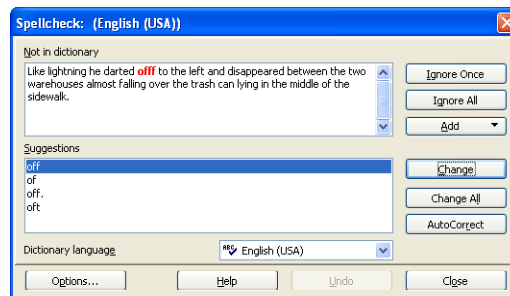 Spellcheck: (English (USA))
Not in dictionary
Like lightning he darted offf to the left and disappeared between the two
warehouses almost falling over the trash can lying in the middle of the
sidewalk.
Ignore Once
Ignore All
Add
Suggestions
off
of
off.
oft
Change
Change All
AutoCorrect
Dictionary language
ABC English (USA)
Options...
Help
Undo
Close